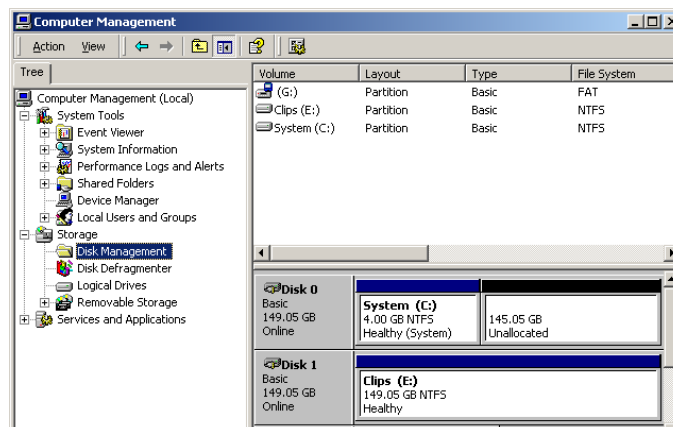 Computer Management
Action View
Tree
Computer Management (Local)
System Tools
Event Viewer
System Information
Performance Logs and Alerts
Shared Folders
Device Manager
Local Users and Groups
Storage
Disk Management
Disk Defragmenter
Logical Drives
Removable Storage
Services and Applications
Volume Layout Type File System
(G:) Partition Basic FAT
Clips (E:) Partition Basic NTFS
System (C:) Partition Basic NTFS
Disk 0
Basic
149.05 GB
Online
System (C:)
4.00 GB NTFS
Healthy (System)
145.05 GB
Unallocated
Disk 1
Basic
149.05 GB
Online
Clips (E:)
149.05 GB NTFS
Healthy